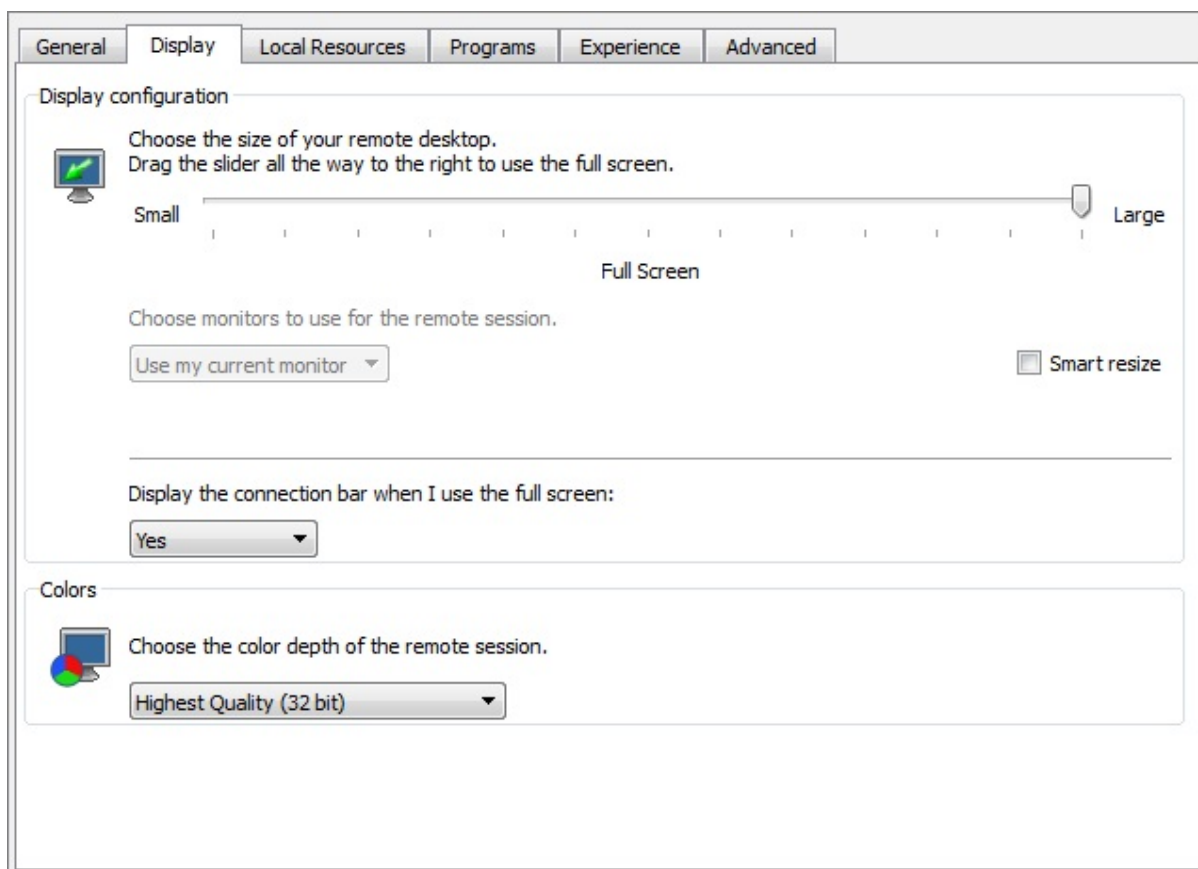 General Display Local Resources Programs Experience Advanced
Display configuration
Choose the size of your remote desktop.
Drag the slider all the way to the right to use the full screen.
Small Large
Full Screen
Choose monitors to use for the remote session.
Use my current monitor Smart resize
Display the connection bar when I use the full screen:
Yes
Colors
Choose the color depth of the remote session.
Highest Quality (32 bit)